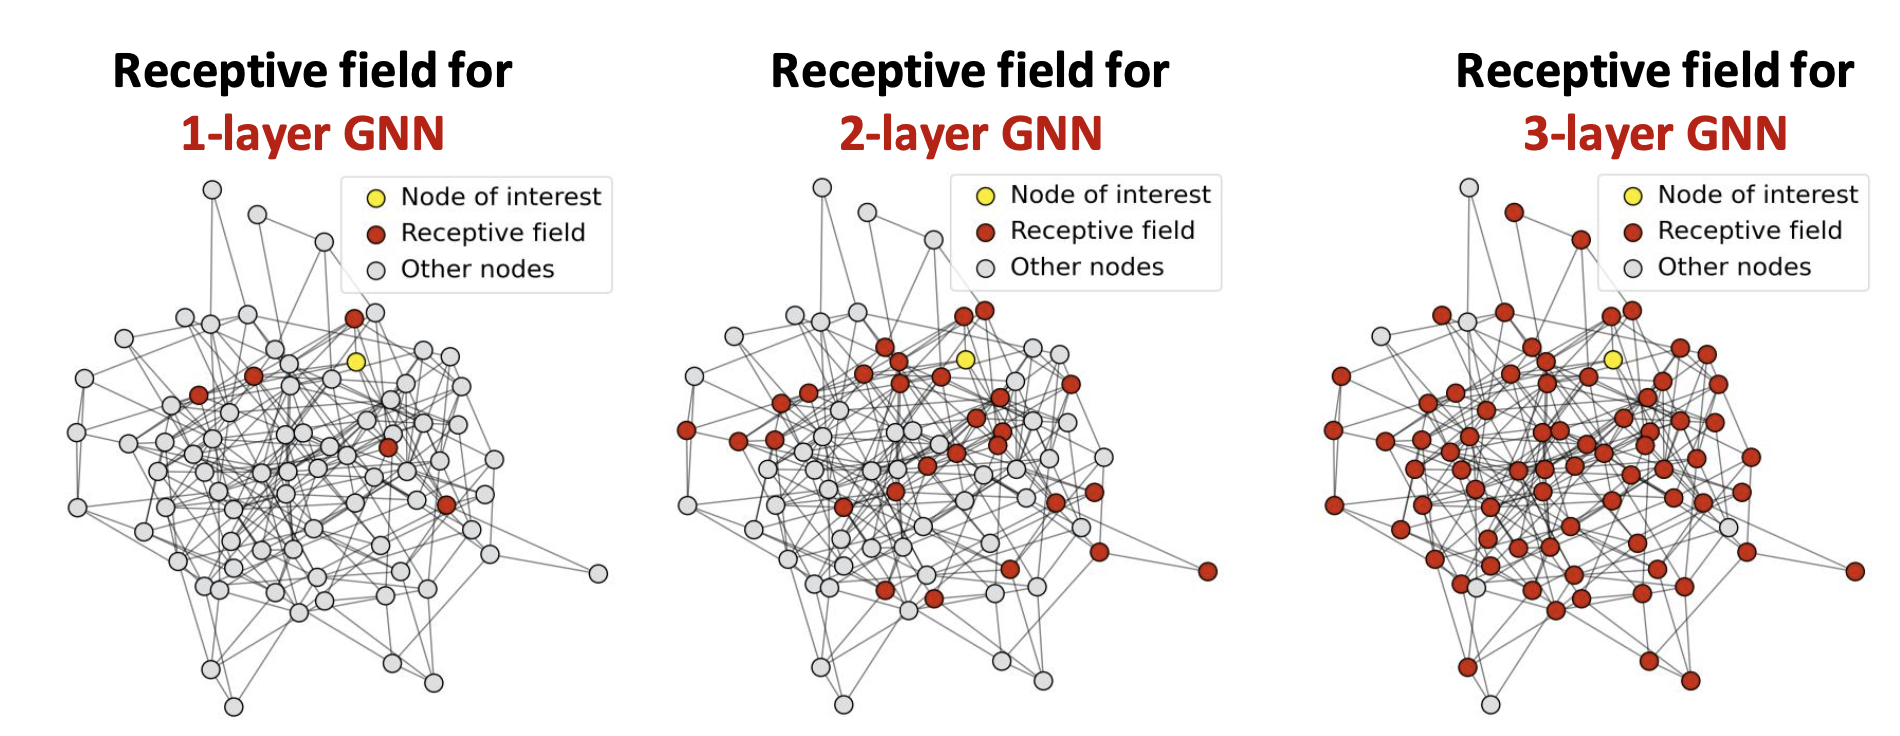 Receptive field for
1-layer GNN
Node of interest
Receptive field
Other nodes
Receptive field for
2-layer GNN
Node of interest
Receptive field
Other nodes
Receptive field for
3-layer GNN
Node of interest
Receptive field
Other nodes